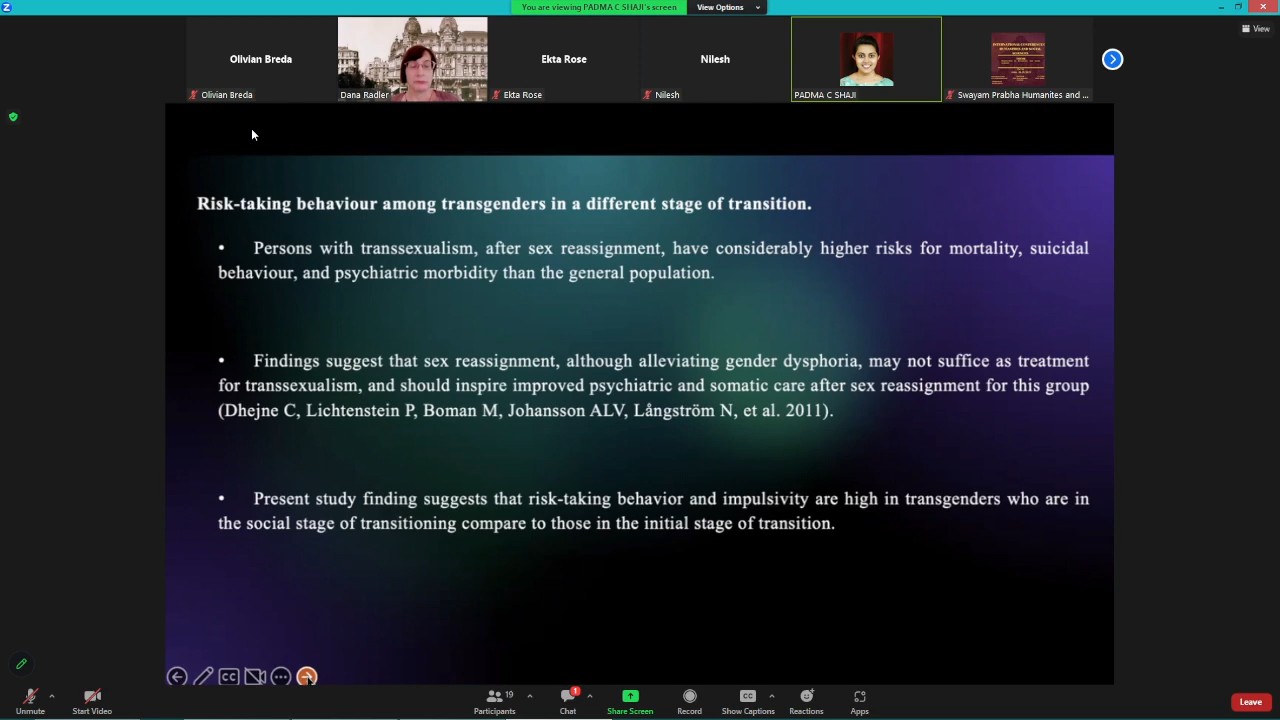 You are viewing PADMA C SHAJI's screen
View Options
View
Olivian Breda
Ekta Rose
Nilesh
Olivian Breda
Dana Radler
Ekta Rose
Nilesh
PADMA C SHAJI
Swayam Prabha Humanites and ...
Risk-taking behaviour among transgenders in a different stage of transition.
• Persons with transsexualism, after sex reassignment, have considerably higher risks for mortality, suicidal
behaviour, and psychiatric morbidity than the general population.
• Findings suggest that sex reassignment, although alleviating gender dysphoria, may not suffice as treatment
for transsexualism, and should inspire improved psychiatric and somatic care after sex reassignment for this group
(Dhejne C, Lichtenstein P, Boman M, Johansson ALV, Långström N, et al. 2011).
• Present study finding suggests that risk-taking behavior and impulsivity are high in transgenders who are in
the social stage of transitioning compare to those in the initial stage of transition.
CC
19
1
CC
Unmute
Start Video
Participants
Chat
Share Screen
Record
Show Captions
Reactions
Apps
Leave